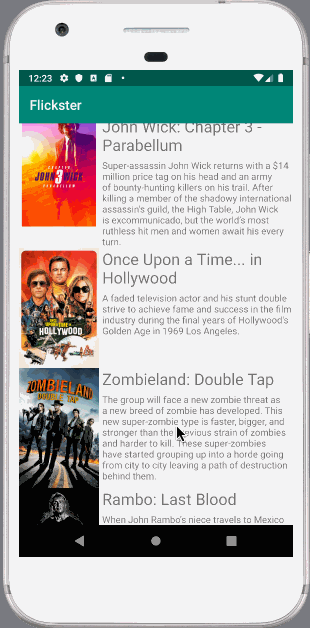 12:23
Flickster
John Wick: Chapter 3 -
Parabellum
Super-assassin John Wick returns with a $14
million price tag on his head and an army
of bounty-hunting killers on his trail. After
killing a member of the shadowy international
assassin's guild, the High Table, John Wick
is excommunicado, but the world's most
ruthless hit men and women await his every
turn.
Once Upon a Time... in
Hollywood
HOLLYWOOD
A faded television actor and his stunt double
strive to achieve fame and success in the film
industry during the final years of Hollywood's
Golden Age in 1969 Los Angeles.
ZOMBIELAND
DOUBLE TAP
Zombieland: Double Tap
The group will face a new zombie threat as
a new breed of zombie has developed. This
new super-zombie type is faster, bigger, and
stronger than the previous strain of zombies
and harder to kill. These super-zombies
have started grouping up into a horde going
from city to city leaving a path of destruction
behind them.
Rambo: Last Blood
When John Rambo's niece travels to Mexico